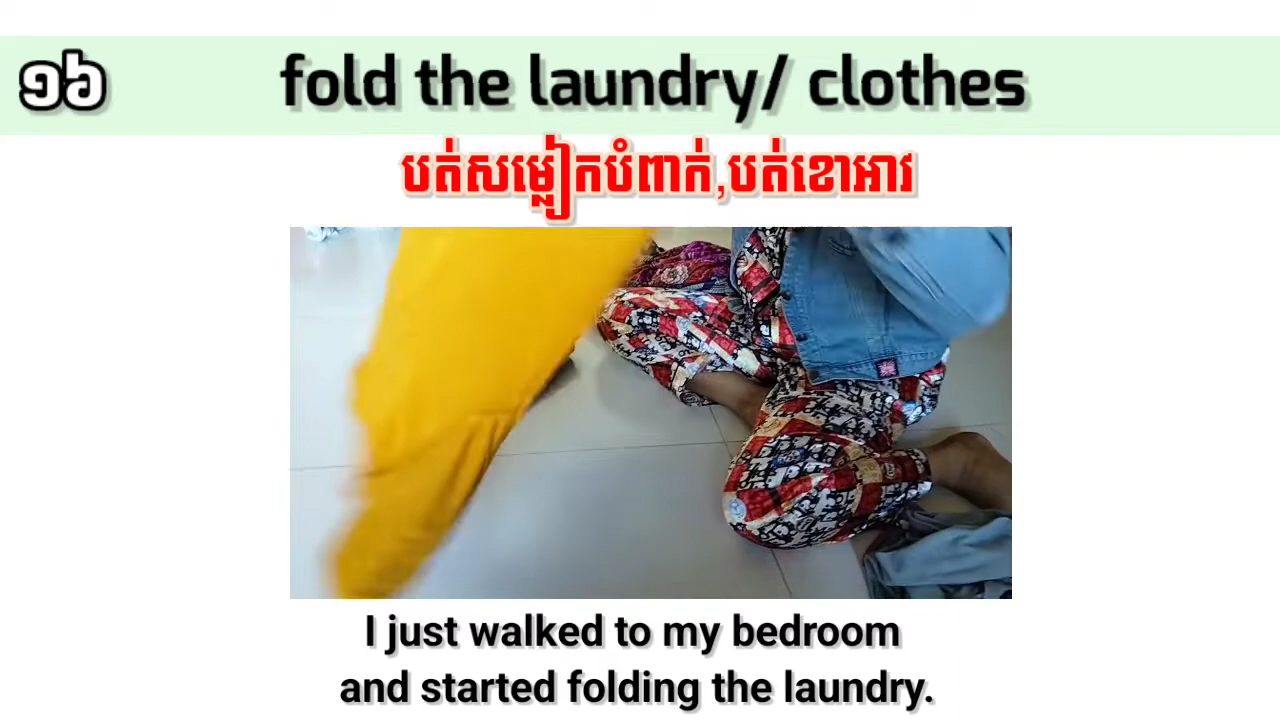 ១៦ fold the laundry/ clothes
បត់សម្លៀកបំពាក់,បត់ខោអាវ
I just walked to my bedroom
and started folding the laundry.